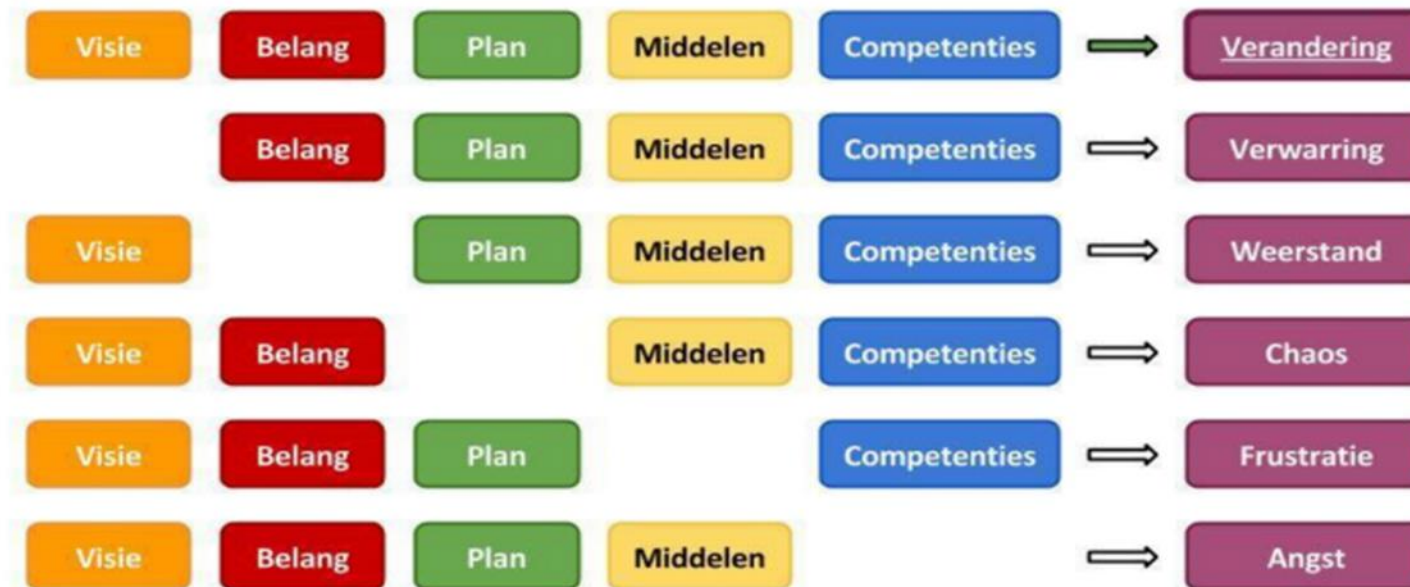 Visie Belang Plan Middelen Competenties Verandering
Belang Plan Middelen Competenties Verwarring
Visie Plan Middelen Competenties Weerstand
Visie Belang Middelen Competenties Chaos
Visie Belang Plan Competenties Frustratie
Visie Belang Plan Middelen Angst